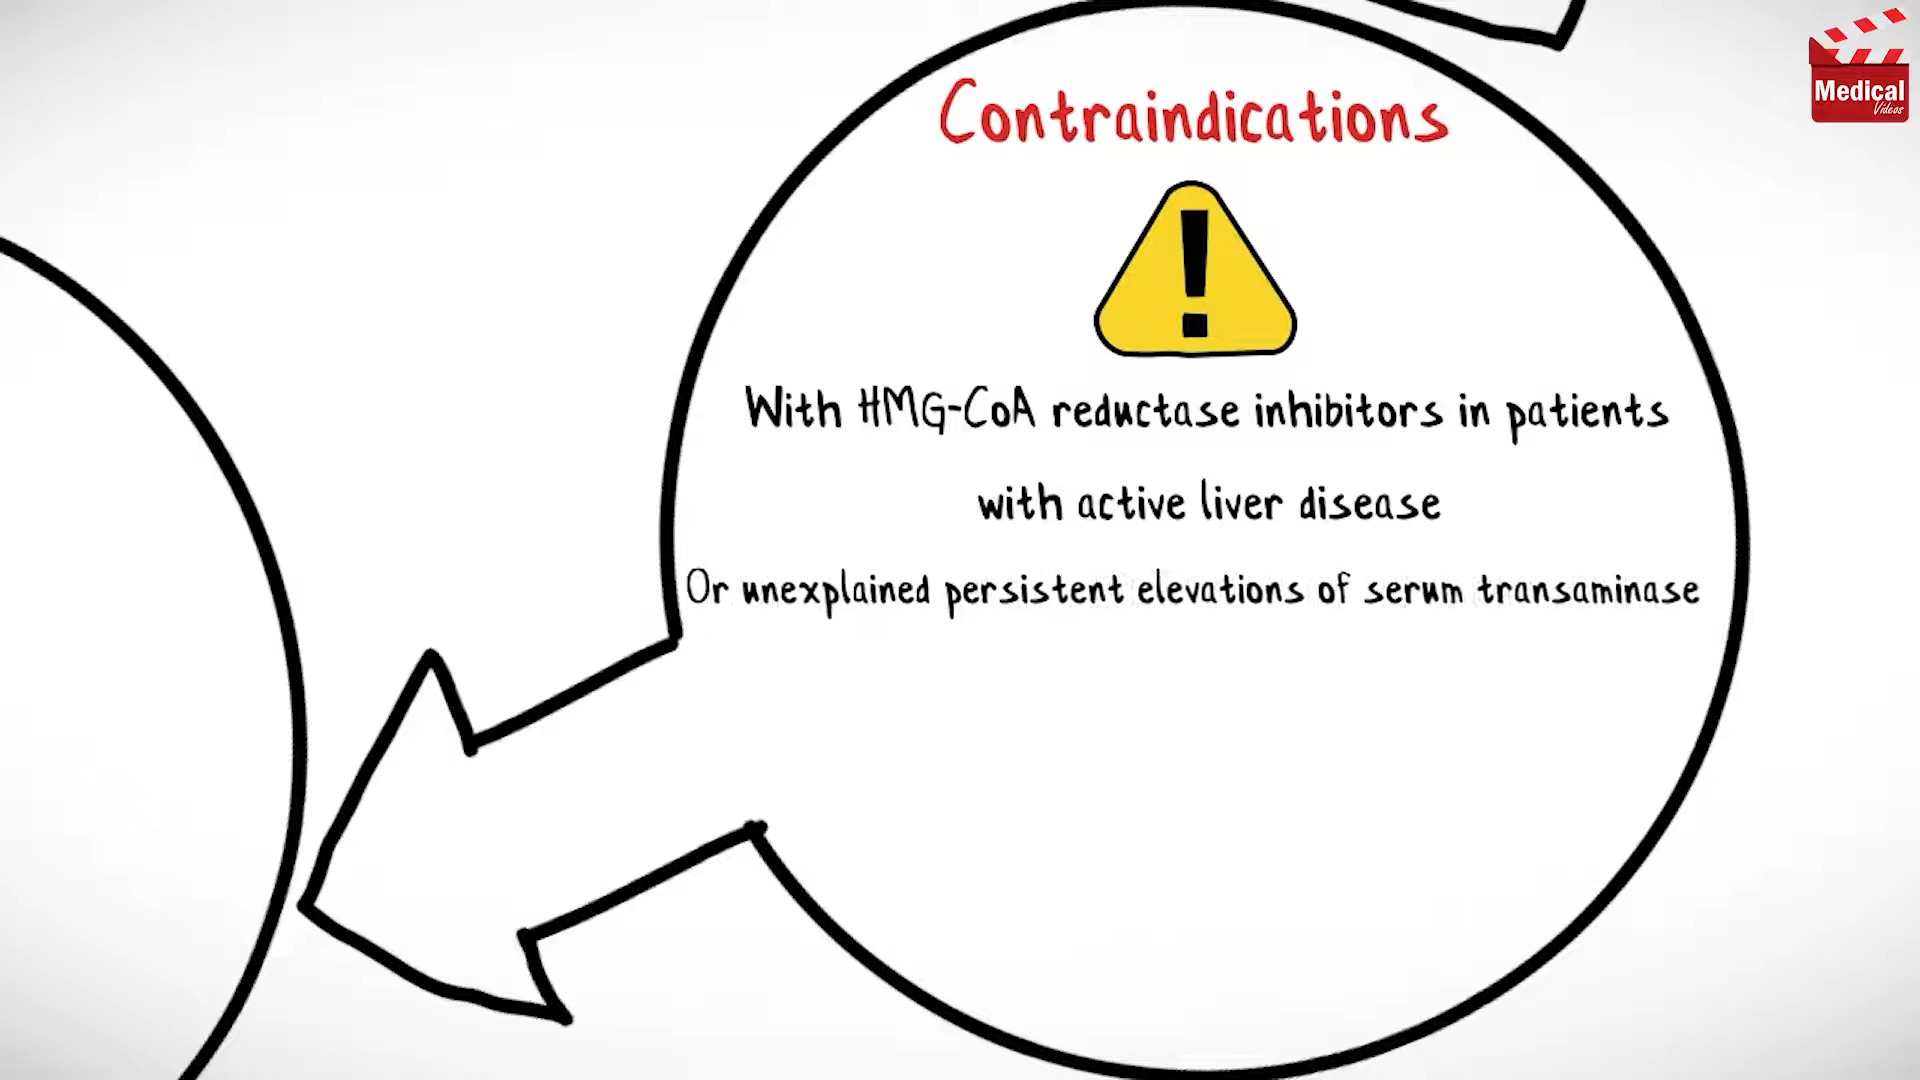 Contraindications
Medical
Videos
With HMG-CoA reductase inhibitors in patients
with active liver disease
Or unexplained persistent elevations of serum transaminase